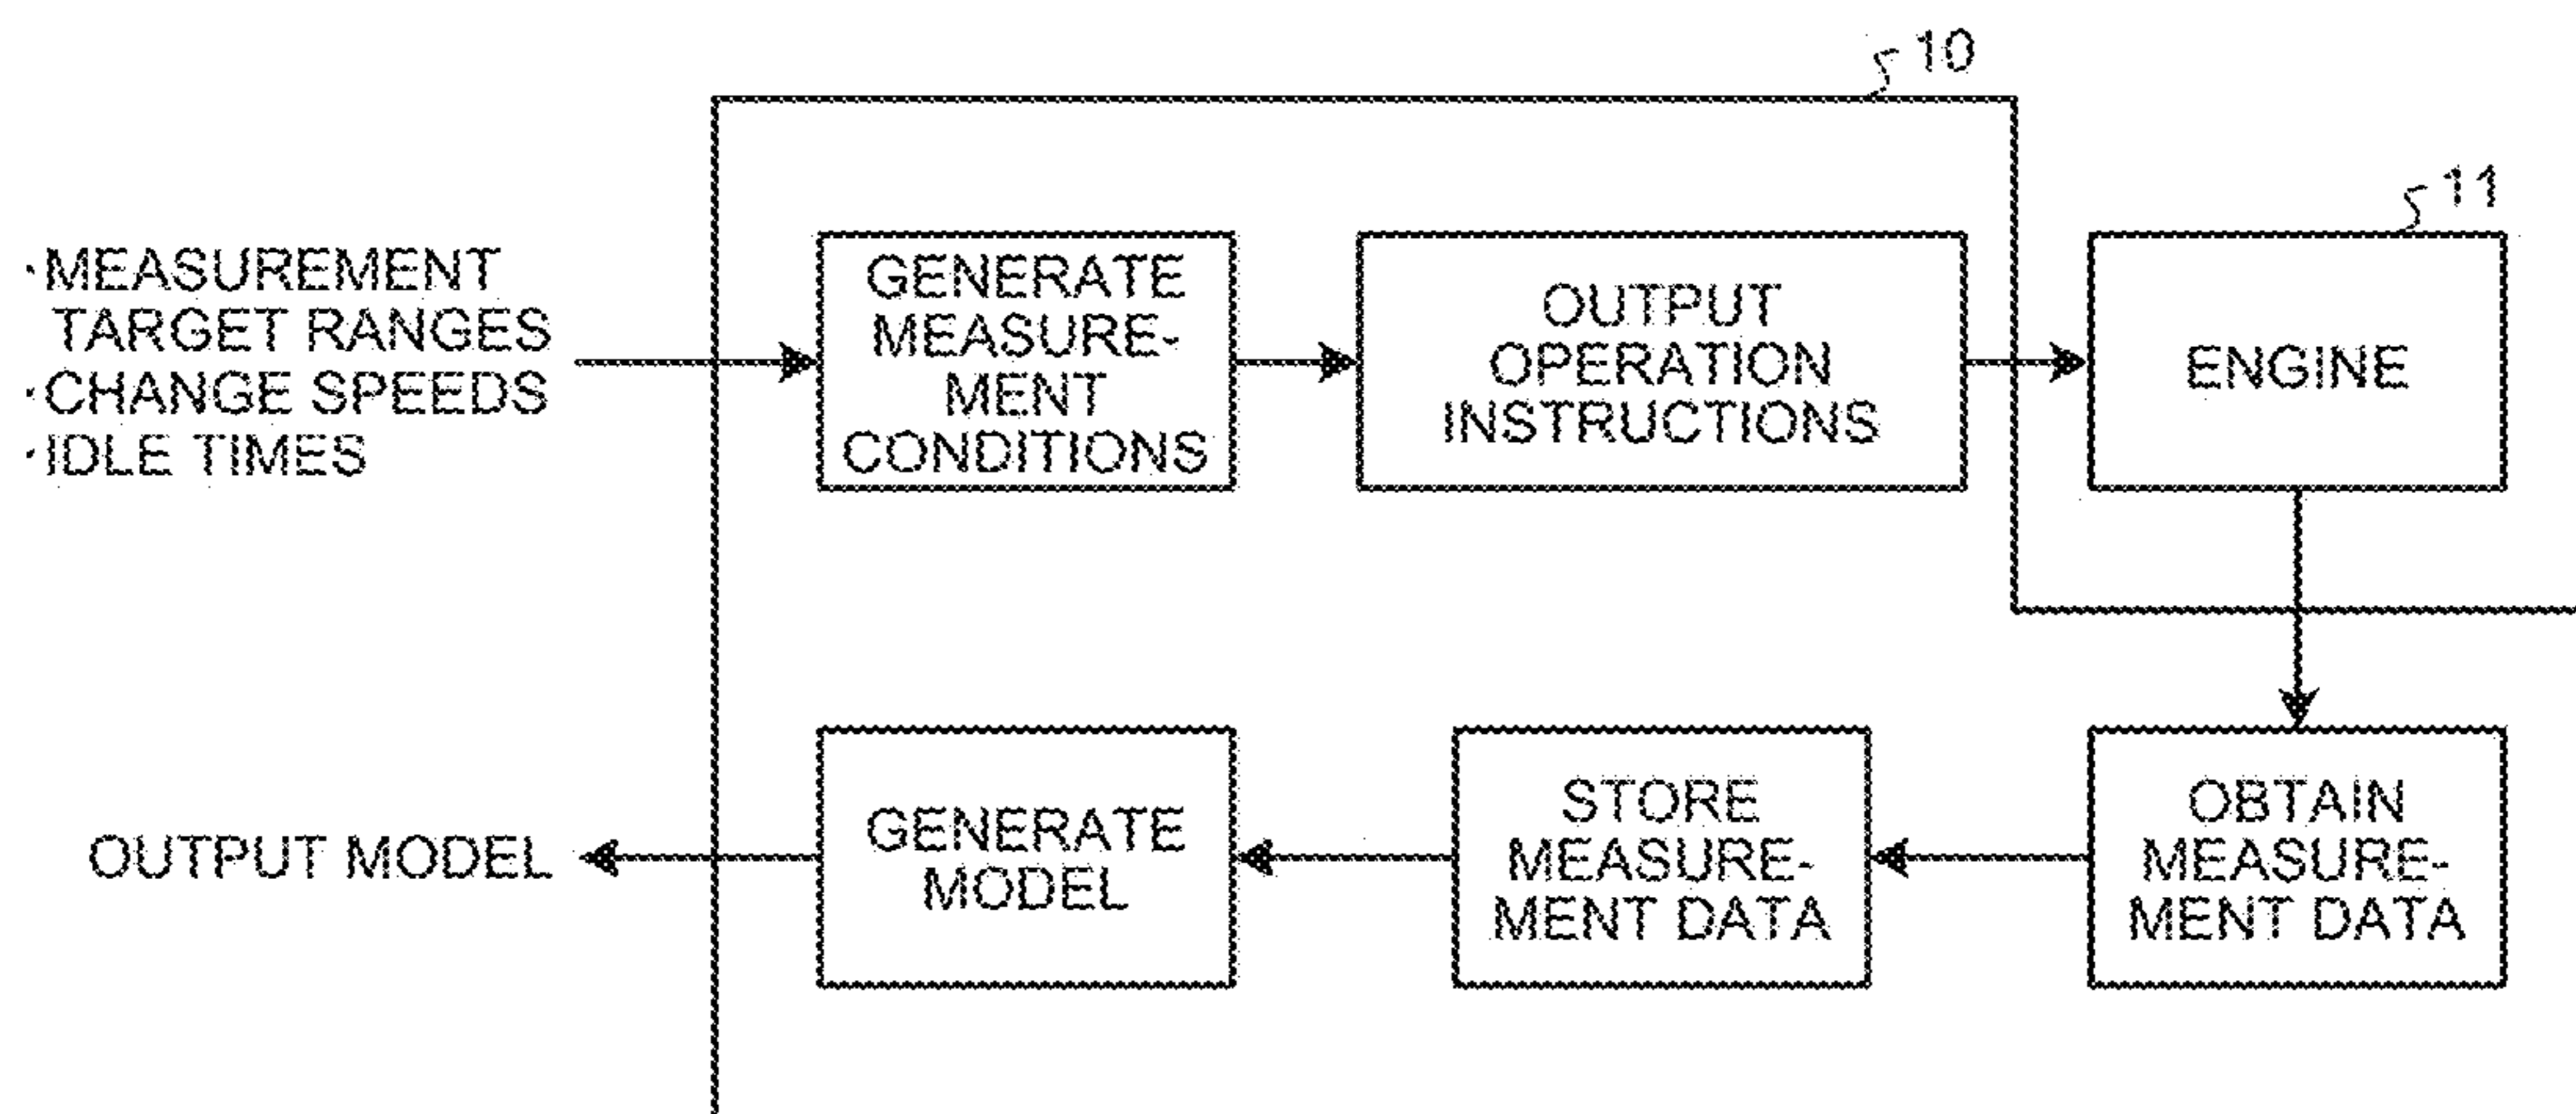 10
11
·MEASUREMENT
TARGET RANGES
·CHANGE SPEEDS
·IDLE TIMES
GENERATE
MEASURE-
MENT
CONDITIONS
OUTPUT
OPERATION
INSTRUCTIONS
ENGINE
OUTPUT MODEL
GENERATE
MODEL
STORE
MEASURE-
MENT DATA
OBTAIN
MEASURE-
MENT DATA